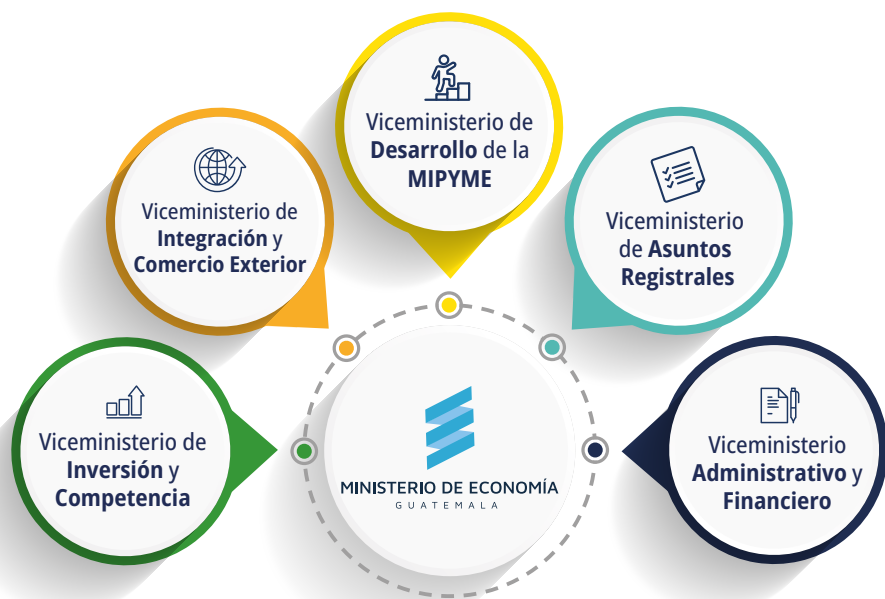 Viceministerio de
Desarrollo de la
MIPYME
Viceministerio de
Integración y
Comercio Exterior
Viceministerio
de Asuntos
Registrales
Viceministerio de
Inversión y
Competencia
MINISTERIO DE ECONOMÍA
GUATEMALA
Viceministerio
Administrativo y
Financiero